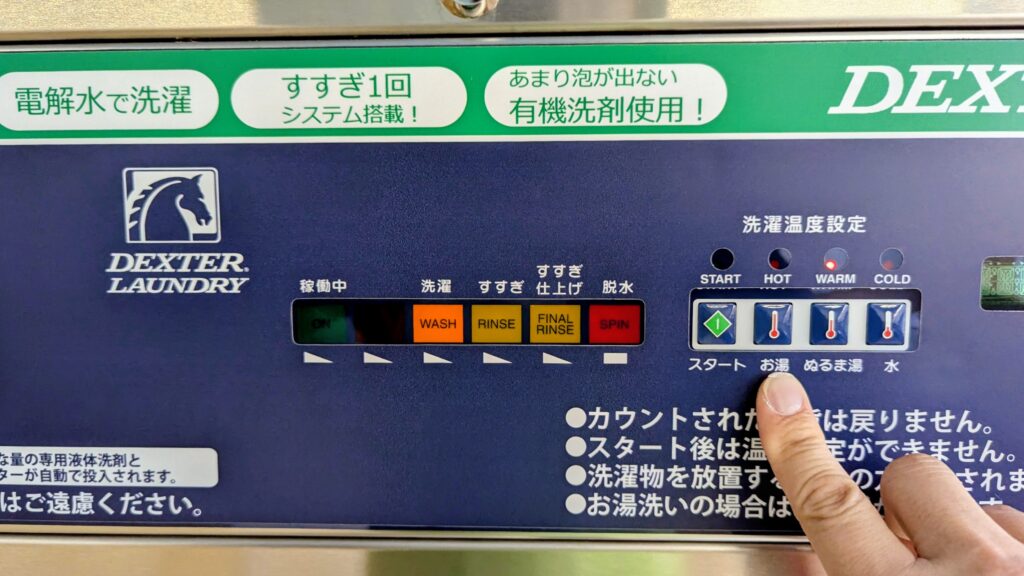 電解水で洗濯
すすぎ1回
システム搭載！
あまり泡が出ない
有機洗剤使用！
DEXT
DEXTER
LAUNDRY®
洗濯温度設定
START HOT WARM COLD
スタート お湯 ぬるま湯 水
稼働中 洗濯 すすぎ すすぎ仕上げ 脱水
ON WASH RINSE FINAL RINSE SPIN
●カウントされた は戻りません。
●スタート後は温 定ができません。
●洗濯物を放置す の されま
●お湯洗いの場合は
な量の専用液体洗剤と
ターが自動で投入されます。
はご遠慮ください。